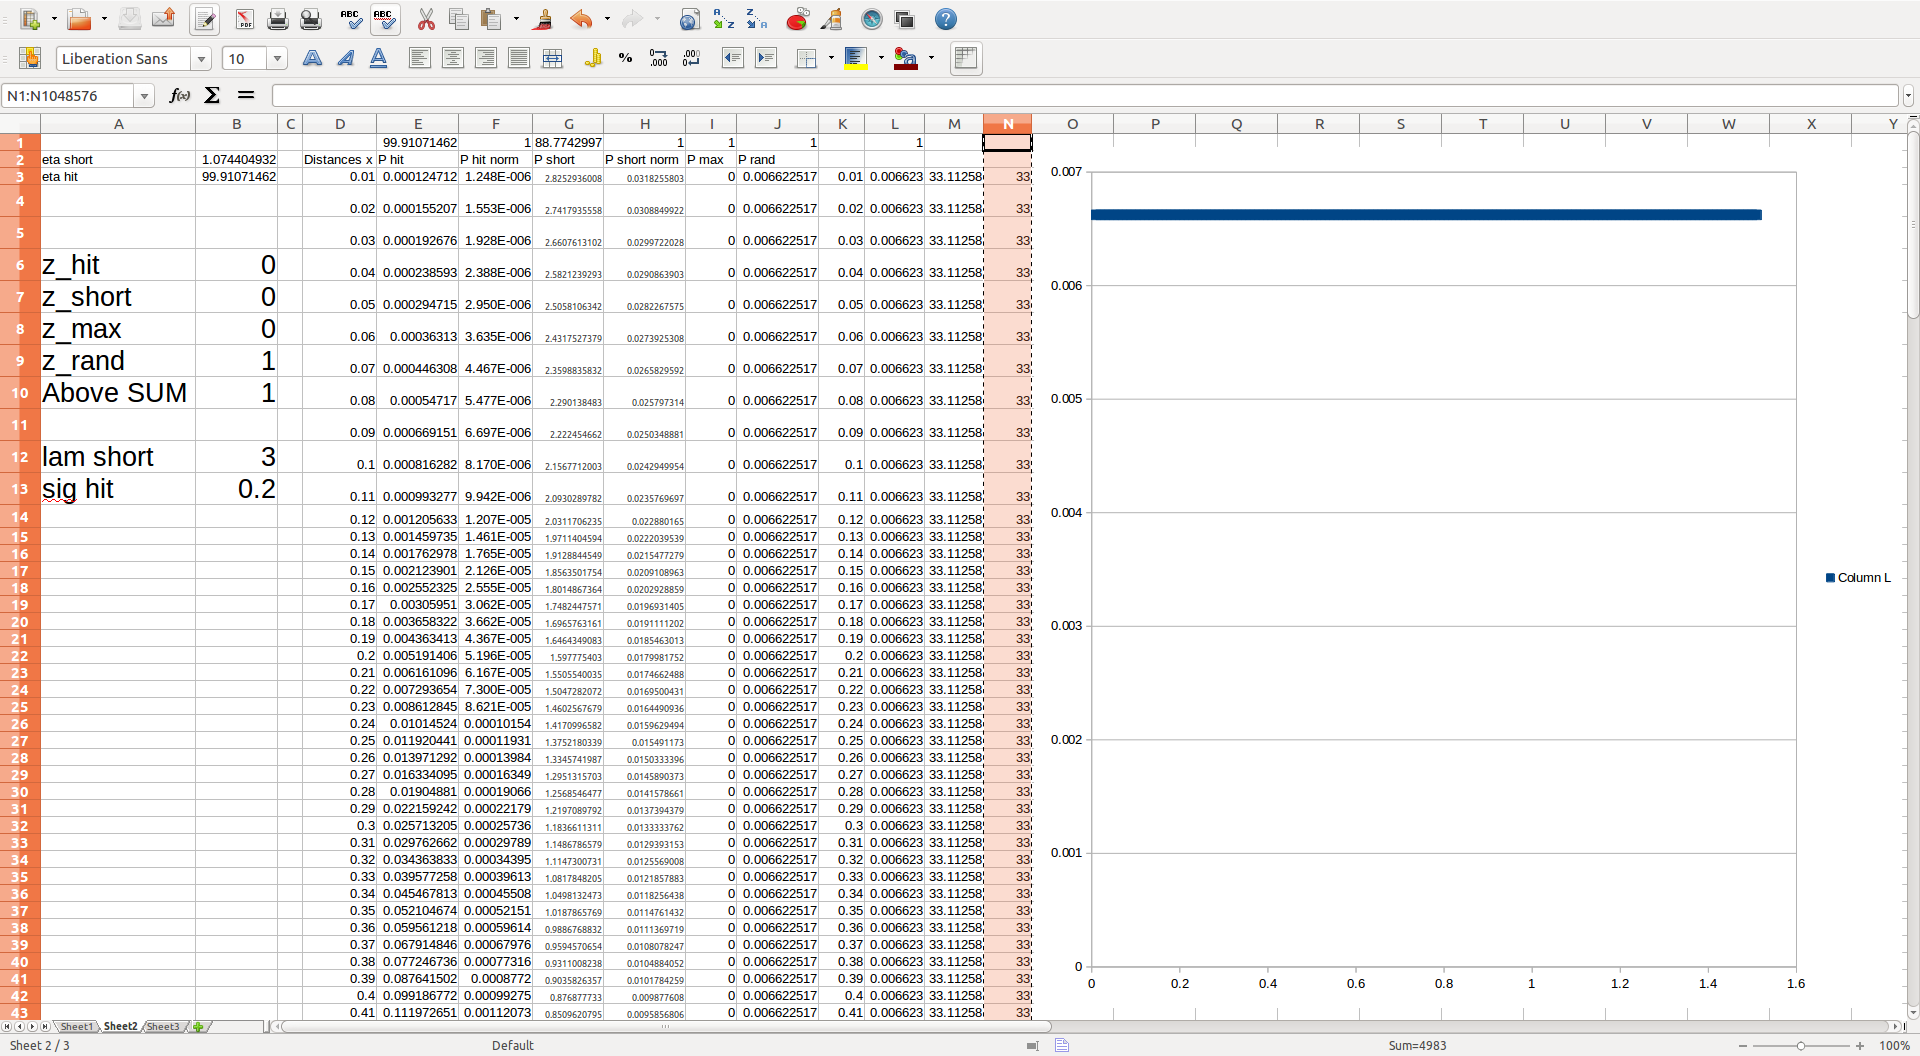 Liberation Sans 10
N1:N1048576
A B C D E F G H I J K L M N O P Q R S T U V W X Y
1 99.91071462 1 88.7742997 1 1 1 1
2 eta short 1.074404932 Distances x P hit P hit norm P short P short norm P max P rand
3 eta hit 99.91071462 0.01 0.000124712 1.248E-006 2.8252936008 0.0318255803 0 0.006622517 0.01 0.006623 33.11258 33
4 0.02 0.000155207 1.553E-006 2.7417935558 0.0308849922 0 0.006622517 0.02 0.006623 33.11258 33
5 0.03 0.000192676 1.928E-006 2.6607613102 0.0299722028 0 0.006622517 0.03 0.006623 33.11258 33
6 z_hit 0 0.04 0.000238593 2.388E-006 2.5821239293 0.0290863903 0 0.006622517 0.04 0.006623 33.11258 33
7 z_short 0 0.05 0.000294715 2.950E-006 2.5058106342 0.0282267575 0 0.006622517 0.05 0.006623 33.11258 33
8 z_max 0 0.06 0.00036313 3.635E-006 2.4317527379 0.0273925308 0 0.006622517 0.06 0.006623 33.11258 33
9 z_rand 1 0.07 0.000446308 4.467E-006 2.3598835832 0.0265829592 0 0.006622517 0.07 0.006623 33.11258 33
10 Above SUM 1 0.08 0.00054717 5.477E-006 2.290138483 0.025797314 0 0.006622517 0.08 0.006623 33.11258 33
11 0.09 0.000669151 6.697E-006 2.222454662 0.0250348881 0 0.006622517 0.09 0.006623 33.11258 33
12 lam short 3 0.1 0.000816282 8.170E-006 2.1567712003 0.0242949954 0 0.006622517 0.1 0.006623 33.11258 33
13 sig hit 0.2 0.11 0.000993277 9.942E-006 2.0930289782 0.0235769697 0 0.006622517 0.11 0.006623 33.11258 33
14 0.12 0.001205633 1.207E-005 2.0311706235 0.022880165 0 0.006622517 0.12 0.006623 33.11258 33
15 0.13 0.001459735 1.461E-005 1.9711404594 0.0222039539 0 0.006622517 0.13 0.006623 33.11258 33
16 0.14 0.001762978 1.765E-005 1.9128844549 0.0215477279 0 0.006622517 0.14 0.006623 33.11258 33
17 0.15 0.002123901 2.126E-005 1.8563501754 0.0209108963 0 0.006622517 0.15 0.006623 33.11258 33
18 0.16 0.002552325 2.555E-005 1.8014867364 0.0202928859 0 0.006622517 0.16 0.006623 33.11258 33
19 0.17 0.00305951 3.062E-005 1.7482447571 0.0196931405 0 0.006622517 0.17 0.006623 33.11258 33
20 0.18 0.003658322 3.662E-005 1.6965763161 0.0191111202 0 0.006622517 0.18 0.006623 33.11258 33
21 0.19 0.004363413 4.367E-005 1.6464349083 0.0185463013 0 0.006622517 0.19 0.006623 33.11258 33
22 0.2 0.005191406 5.196E-005 1.597775403 0.0179981752 0 0.006622517 0.2 0.006623 33.11258 33
23 0.21 0.006161096 6.167E-005 1.5505540035 0.0174662488 0 0.006622517 0.21 0.006623 33.11258 33
24 0.22 0.007293654 7.300E-005 1.5047282072 0.0169500431 0 0.006622517 0.22 0.006623 33.11258 33
25 0.23 0.008612845 8.621E-005 1.4602567679 0.0164490936 0 0.006622517 0.23 0.006623 33.11258 33
26 0.24 0.01014524 0.00010154 1.4170996582 0.0159629494 0 0.006622517 0.24 0.006623 33.11258 33
27 0.25 0.011920441 0.00011931 1.3752180339 0.015491173 0 0.006622517 0.25 0.006623 33.11258 33
28 0.26 0.013971292 0.00013984 1.3345741987 0.0150333396 0 0.006622517 0.26 0.006623 33.11258 33
29 0.27 0.016334095 0.00016349 1.2951315703 0.0145890373 0 0.006622517 0.27 0.006623 33.11258 33
30 0.28 0.01904881 0.00019066 1.2568546477 0.0141578661 0 0.006622517 0.28 0.006623 33.11258 33
31 0.29 0.022159242 0.00022179 1.2197089792 0.0137394379 0 0.006622517 0.29 0.006623 33.11258 33
32 0.3 0.025713205 0.00025736 1.1836611311 0.0133333762 0 0.006622517 0.3 0.006623 33.11258 33
33 0.31 0.029762662 0.00029789 1.1486786579 0.0129393153 0 0.006622517 0.31 0.006623 33.11258 33
34 0.32 0.034363833 0.00034395 1.1147300731 0.0125569008 0 0.006622517 0.32 0.006623 33.11258 33
35 0.33 0.039577258 0.00039613 1.0817848205 0.0121857883 0 0.006622517 0.33 0.006623 33.11258 33
36 0.34 0.045467813 0.00045508 1.0498132473 0.0118256438 0 0.006622517 0.34 0.006623 33.11258 33
37 0.35 0.052104674 0.00052151 1.0187865769 0.0114761432 0 0.006622517 0.35 0.006623 33.11258 33
38 0.36 0.059561218 0.00059614 0.9886768832 0.0111369719 0 0.006622517 0.36 0.006623 33.11258 33
39 0.37 0.067914846 0.00067976 0.9594570654 0.0108078247 0 0.006622517 0.37 0.006623 33.11258 33
40 0.38 0.077246736 0.00077316 0.9311008238 0.0104884052 0 0.006622517 0.38 0.006623 33.11258 33
41 0.39 0.087641502 0.0008772 0.9035826357 0.0101784259 0 0.006622517 0.39 0.006623 33.11258 33
42 0.4 0.099186772 0.00099275 0.876877733 0.009877608 0 0.006622517 0.4 0.006623 33.11258 33
43 0.41 0.111972651 0.00112073 0.8509620795 0.0095856806 0 0.006622517 0.41 0.006623 33.11258 33
0.007
0.006
0.005
0.004
0.003
0.002
0.001
0
0 0.2 0.4 0.6 0.8 1 1.2 1.4 1.6
Column L
Sheet1 Sheet2 Sheet3
Sheet 2 / 3 Default Sum=4983 100%